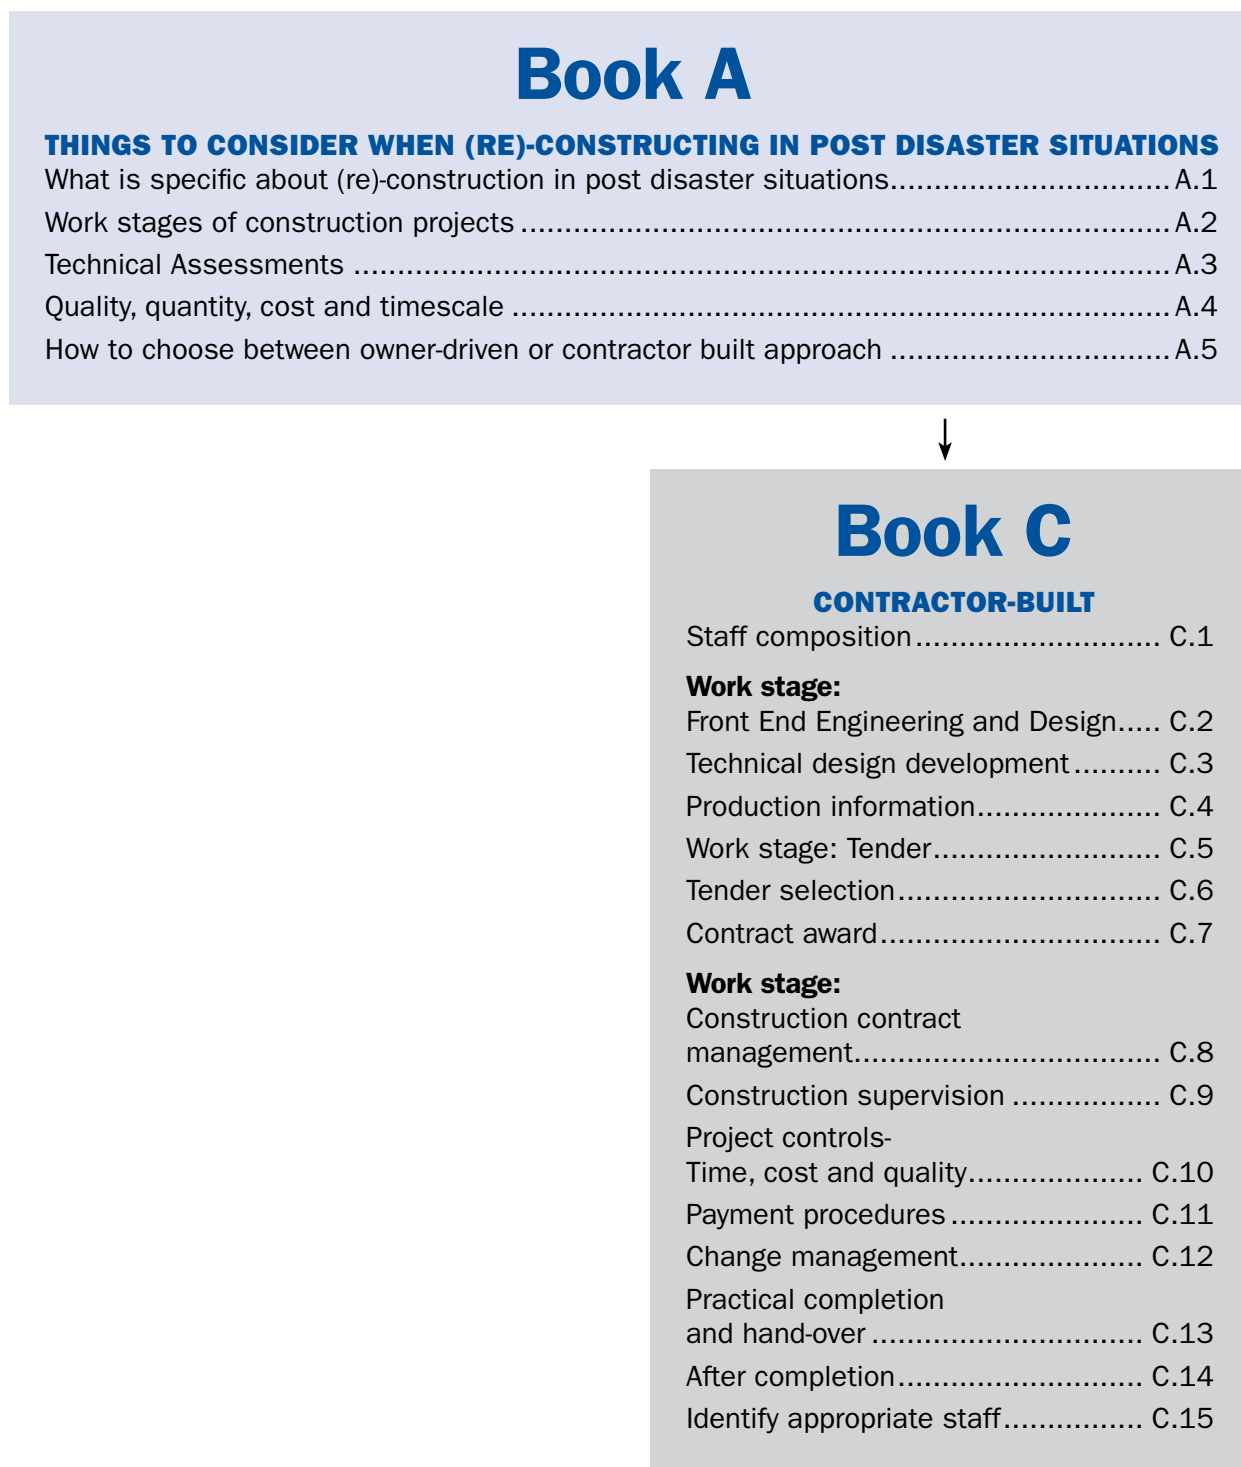 Book A
THINGS TO CONSIDER WHEN (RE)-CONSTRUCTING IN POST DISASTER SITUATIONS
What is specific about (re)-construction in post disaster situations................................ A.1
Work stages of construction projects .......................................................................... A.2
Technical Assessments ............................................................................................. A.3
Quality, quantity, cost and timescale ........................................................................... A.4
How to choose between owner-driven or contractor built approach ................................ A.5
Book C
CONTRACTOR-BUILT
Staff composition............................ C.1
Work stage:
Front End Engineering and Design..... C.2
Technical design development.......... C.3
Production information..................... C.4
Work stage: Tender.......................... C.5
Tender selection.............................. C.6
Contract award................................ C.7
Work stage:
Construction contract
management................................... C.8
Construction supervision ................. C.9
Project controls-
Time, cost and quality.................... C.10
Payment procedures ...................... C.11
Change management..................... C.12
Practical completion
and hand-over ............................... C.13
After completion............................ C.14
Identify appropriate staff................ C.15